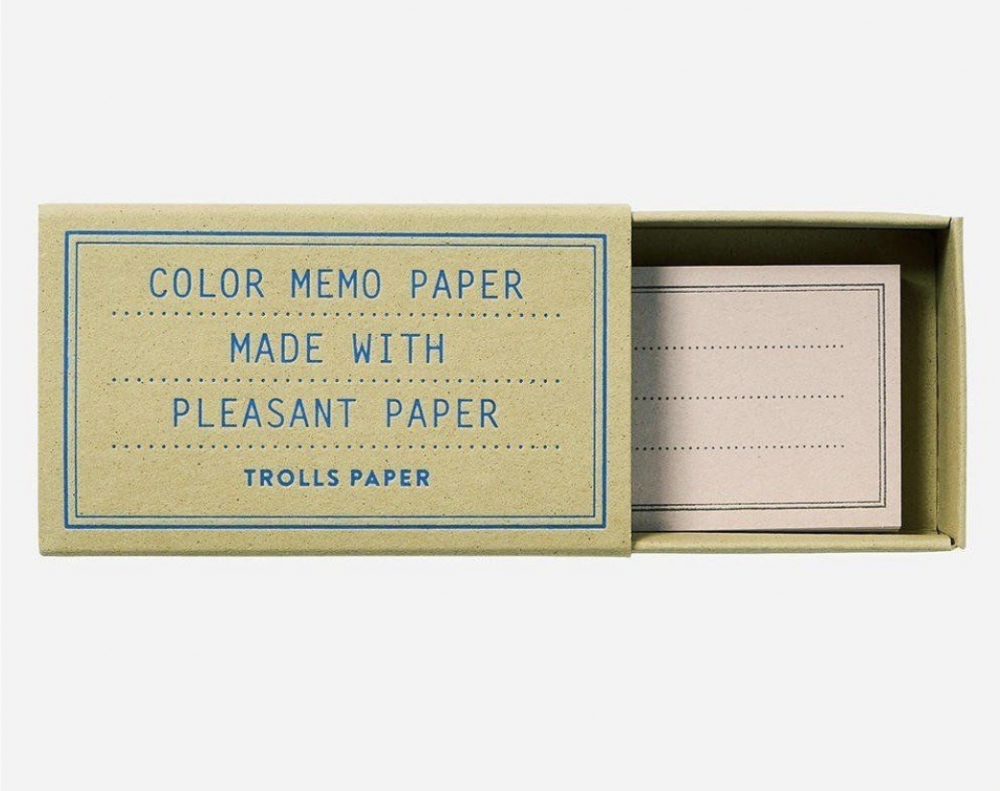 COLOR MEMO PAPER
MADE WITH
PLEASANT PAPER
TROLLS PAPER